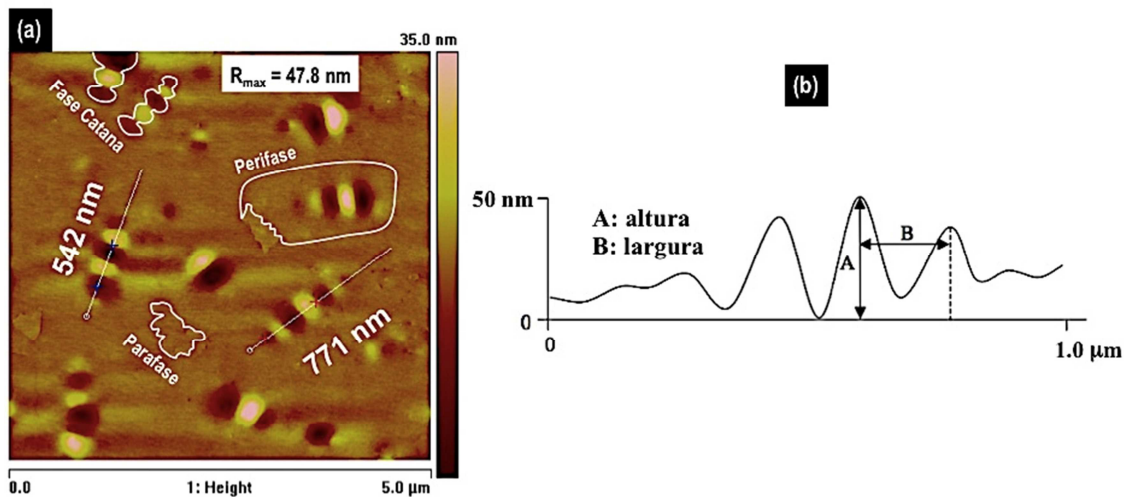 (a)
35.0 nm
Rmax = 47.8 nm
Fase Catana
Perifase
542 nm
771 nm
Parafase
0.0
1: Height
5.0 µm
(b)
50 nm
A: altura
B: largura
B
A
0
0
1.0 µm